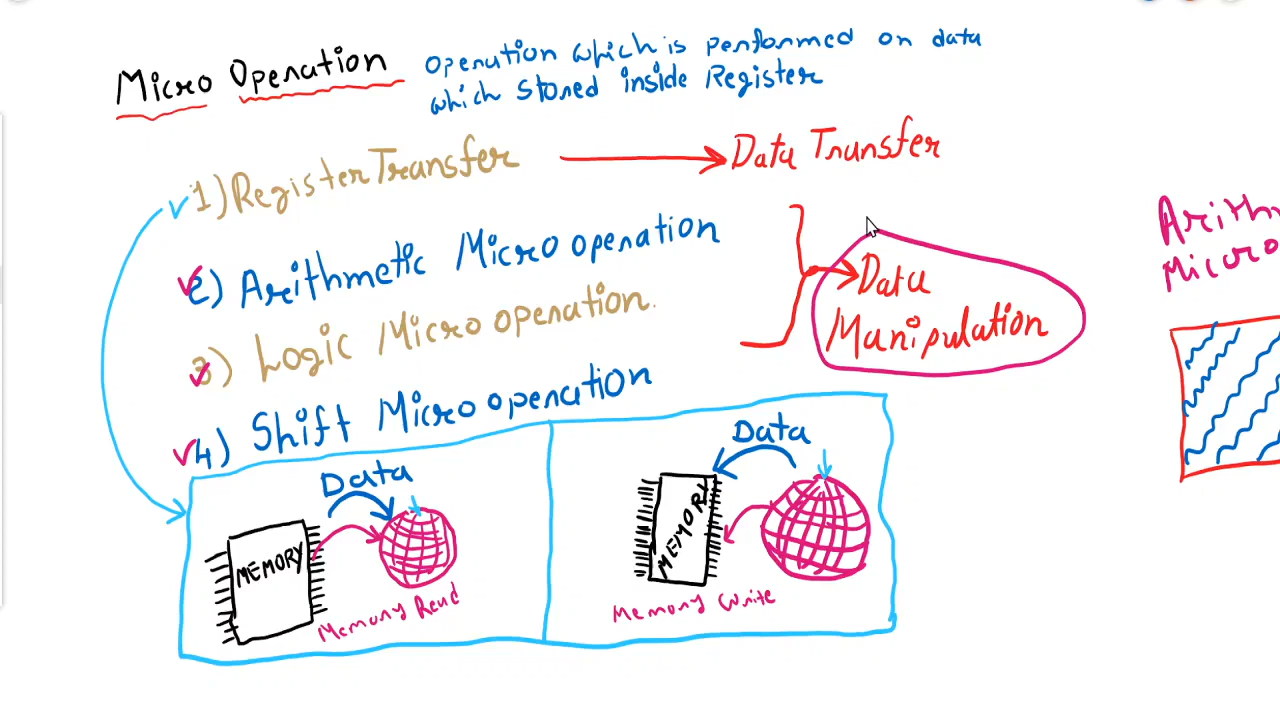 Micro Operation
Operation which is performed on data
which stored inside Register
1) Register Transfer
Data Transfer
2) Arithmetic Micro operation
3) Logic Micro operation.
4) Shift Micro operation
Data
Manipulation
Arith
Micro
Data
MEMORY
Memory Read
Data
MEMORY
Memory Write